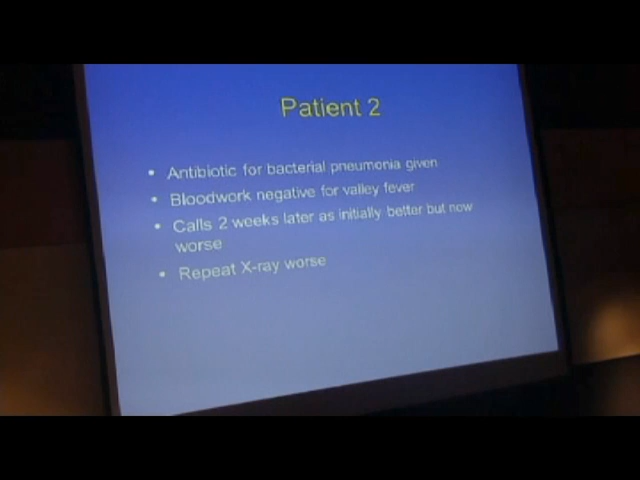 Patient 2
• Antibiotic for bacterial pneumonia given
• Bloodwork negative for valley fever
• Calls 2 weeks later as initially better but now
worse
• Repeat X-ray worse